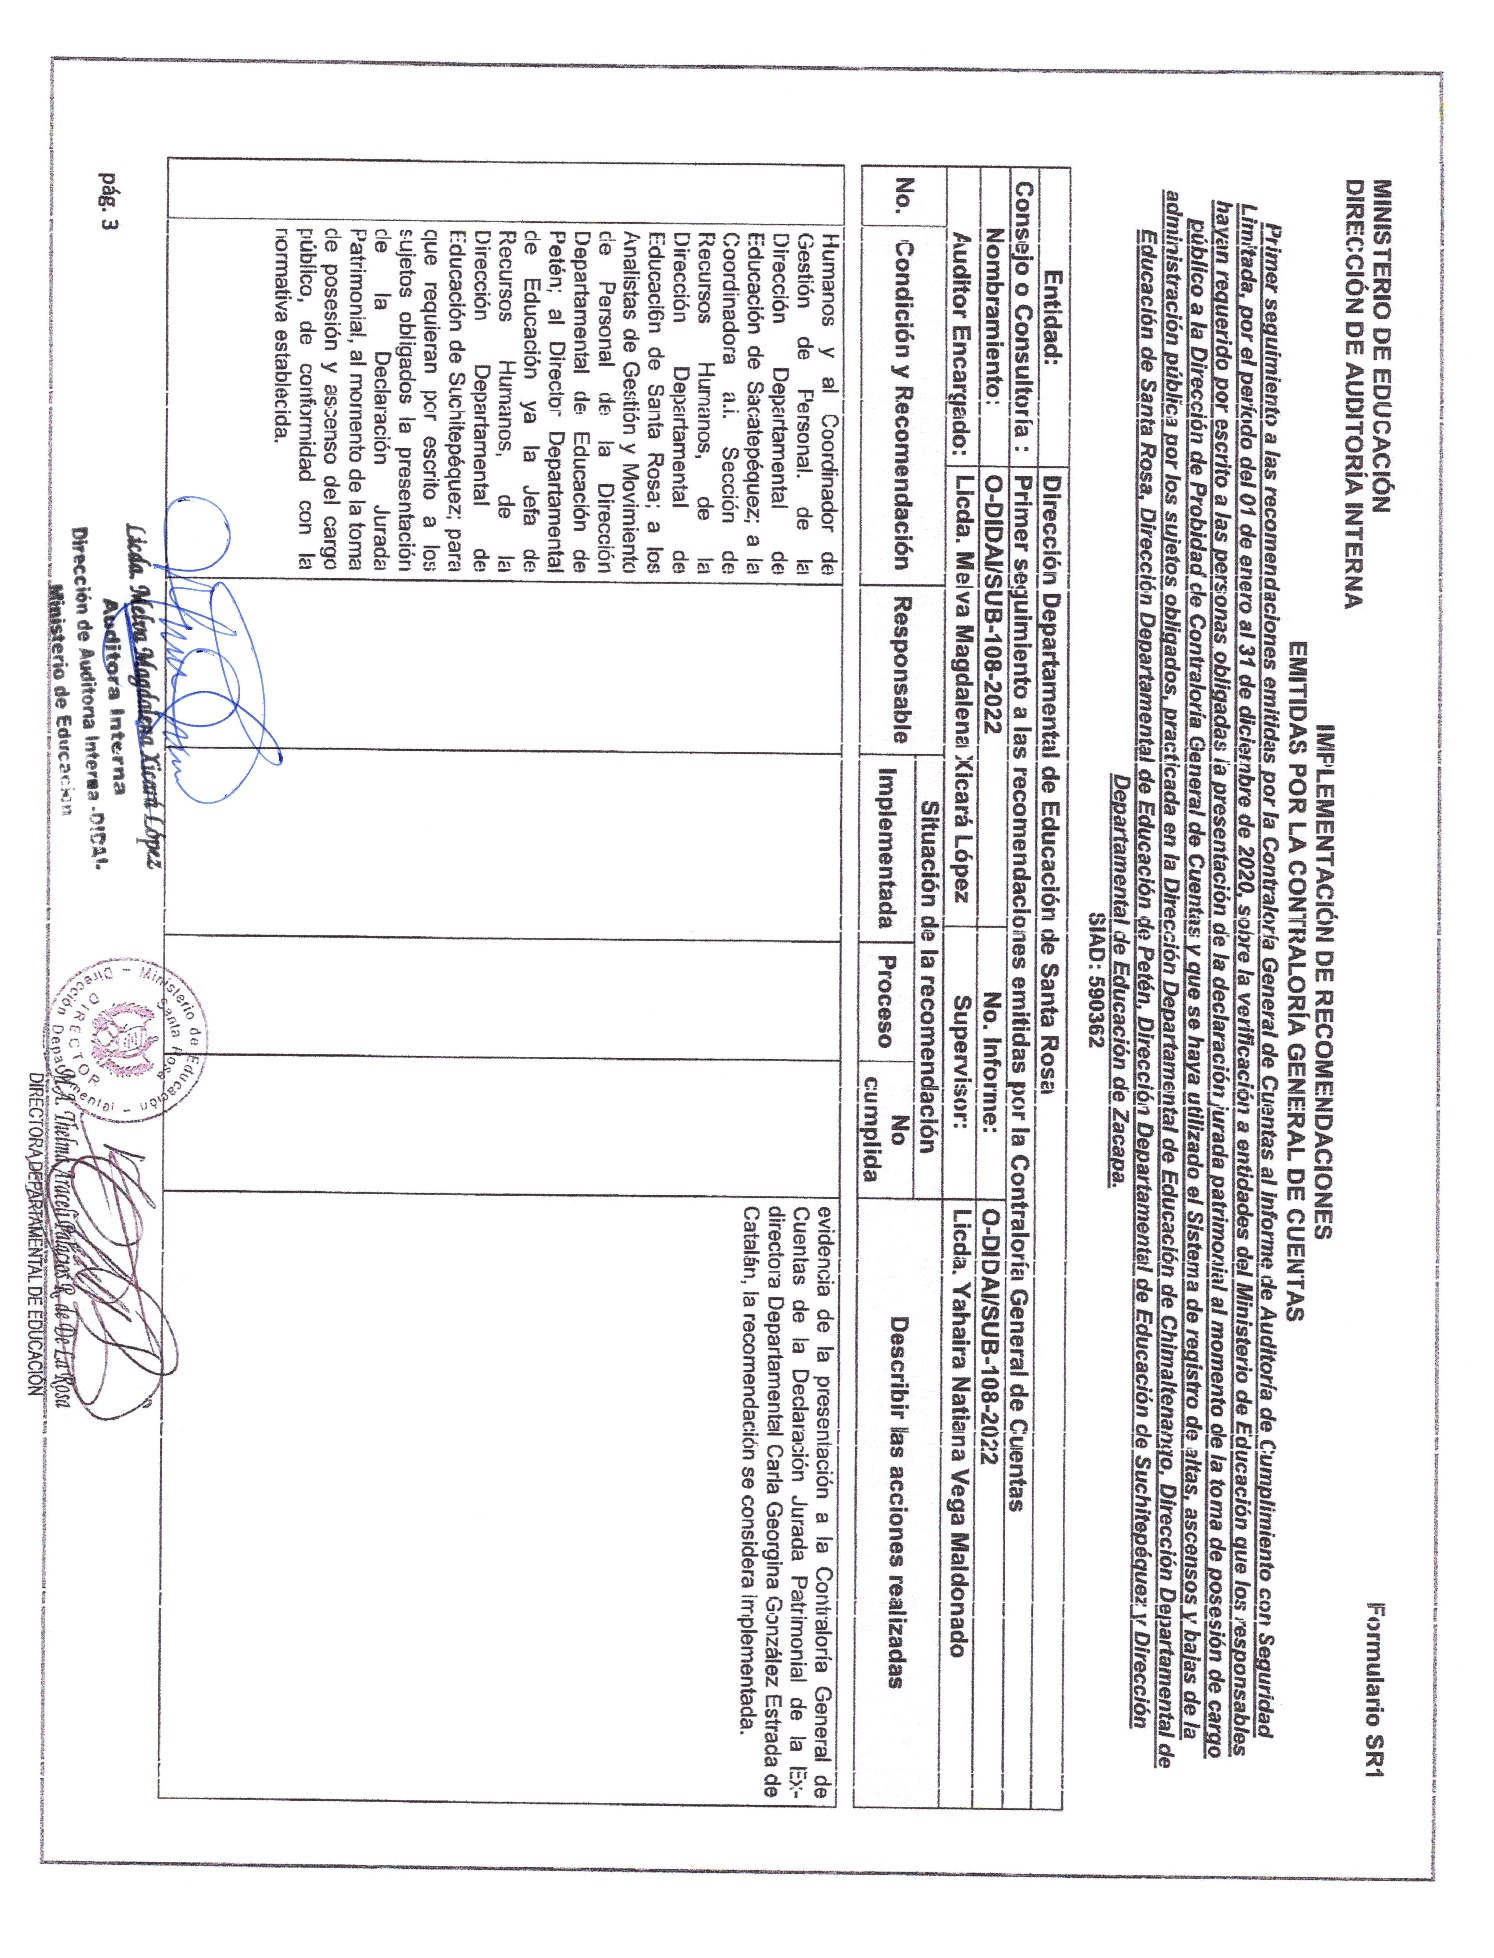 MINISTERIO DE EDUCACIÓN
DIRECCIÓN DE AUDITORÍA INTERNA
Formulario SR1
IMPLEMENTACIÓN DE RECOMENDACIONES
EMITIDAS POR LA CONTRALORÍA GENERAL DE CUENTAS
Primer seguimiento a las recomendaciones emitidas por la Contraloría General de Cuentas al Informe de Auditoría de Cumplimiento con Seguridad
Limitada, por el período del 01 de enero al 31 de diciembre de 2020, sobre la verificación a entidades del Ministerio de Educación que los responsables
hayan requerido por escrito a las personas obligadas la presentación de la declaración jurada patrimonial al momento de la toma de posesión de cargo
público a la Dirección de Probidad de Contraloría General de Cuentas y que se haya utilizado el Sistema de registro de altas, ascensos y bajas de la
administración pública por los sujetos obligados, practicada en la Dirección Departamental de Educación de Chimaltenango, Dirección Departamental de
Educación de Santa Rosa, Dirección Departamental de Educación de Petén, Dirección Departamental de Educación de Suchitepéquez y Dirección
Departamental de Educación de Zacapa.
SIAD: 590362
Entidad: Dirección Departamental de Educación de Santa Rosa
Consejo o Consultoría : Primer seguimiento a las recomendaciones emitidas por la Contraloría General de Cuentas
Nombramiento: O-DIDAI/SUB-108-2022 No. Informe: O-DIDAI/SUB-108-2022
Auditor Encargado: Licda. Melva Magdalena Xicará López Supervisor: Licda. Yahaira Natiana Vega Maldonado
No. Condición y Recomendación Responsable Situación de la recomendación Describir las acciones realizadas
Implementada Proceso No cumplida
Humanos y al Coordinador de
Gestión de Personal. de la
Dirección Departamental de
Educación de Sacatepéquez; a la
Coordinadora a.i. Sección de
Recursos Humanos, de la
Dirección Departamental de
Educación de Santa Rosa; a los
Analistas de Gestión y Movimiento
de Personal de la Dirección
Departamental de Educación de
Petén; al Director Departamental
de Educación ya la Jefa de
Recursos Humanos, de la
Dirección Departamental de
Educación de Suchitepéquez; para
que requieran por escrito a los
sujetos obligados la presentación
de la Declaración Jurada
Patrimonial, al momento de la toma
de posesión y ascenso del cargo
público, de conformidad con la
normativa establecida.
evidencia de la presentación a la Contraloría General de
Cuentas de la Declaración Jurada Patrimonial de la Ex-
directora Departamental Carla Georgina González Estrada de
Catalán, la recomendación se considera implementada.
Licda. Melva Magdalena Xicará López
Auditora Interna
Dirección de Auditoría Interna -DIDAI-
Ministerio de Educación
Ministerio de Educación
Santa Rosa
DIRECTOR
Dirección Departamental
M.A. Thelma Araceli Palacios R. de De La Rosa
DIRECTORA DEPARTAMENTAL DE EDUCACIÓN
pág. 3